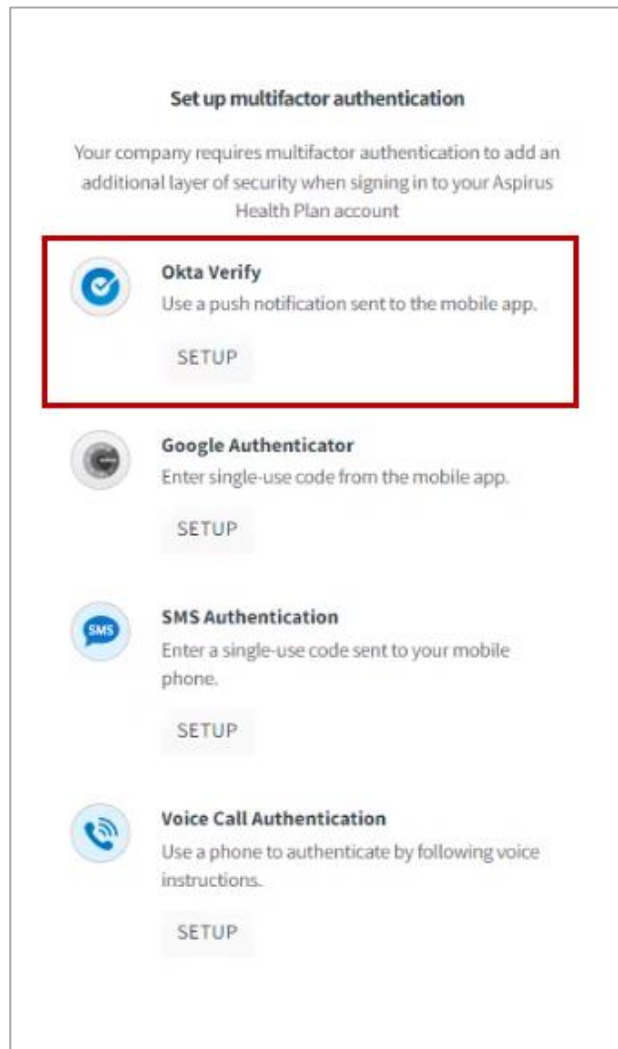 Set up multifactor authentication
Your company requires multifactor authentication to add an
additional layer of security when signing in to your Aspirus
Health Plan account
Okta Verify
Use a push notification sent to the mobile app.
SETUP
Google Authenticator
Enter single-use code from the mobile app.
SETUP
SMS
SMS Authentication
Enter a single-use code sent to your mobile
phone.
SETUP
Voice Call Authentication
Use a phone to authenticate by following voice
instructions.
SETUP